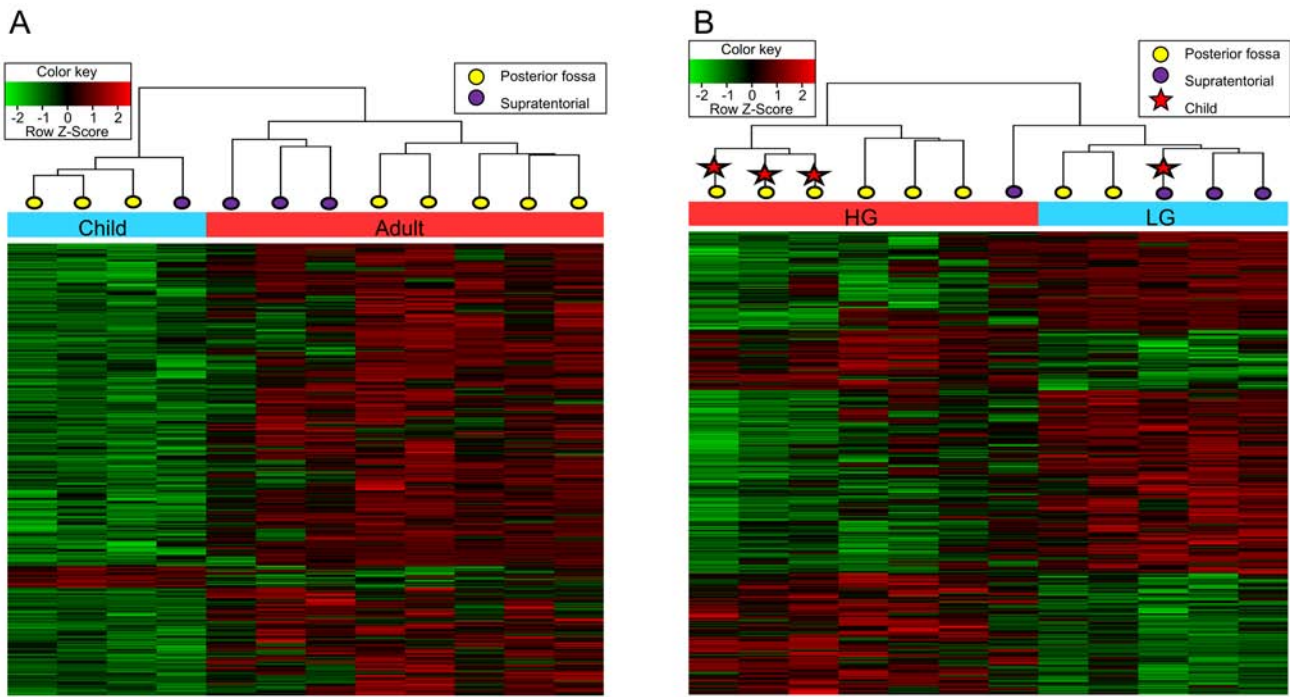 A
Color key
-2 -1 0 1 2
Row Z-Score
Posterior fossa
Supratentorial
Child
Adult
B
Color key
-2 -1 0 1 2
Row Z-Score
Posterior fossa
Supratentorial
Child
HG
LG